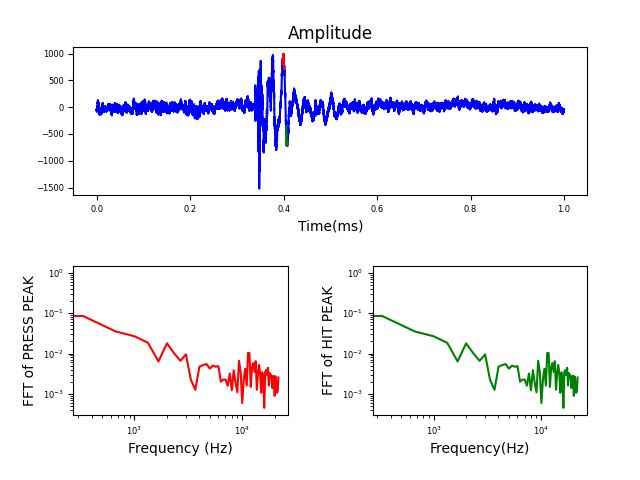 Amplitude
1000
500
0
−500
−1000
−1500
0.0 0.2 0.4 0.6 0.8 1.0
Time(ms)
FFT of PRESS PEAK
10⁰
10⁻¹
10⁻²
10⁻³
10³ 10⁴
Frequency (Hz)
FFT of HIT PEAK
10⁰
10⁻¹
10⁻²
10⁻³
10³ 10⁴
Frequency(Hz)